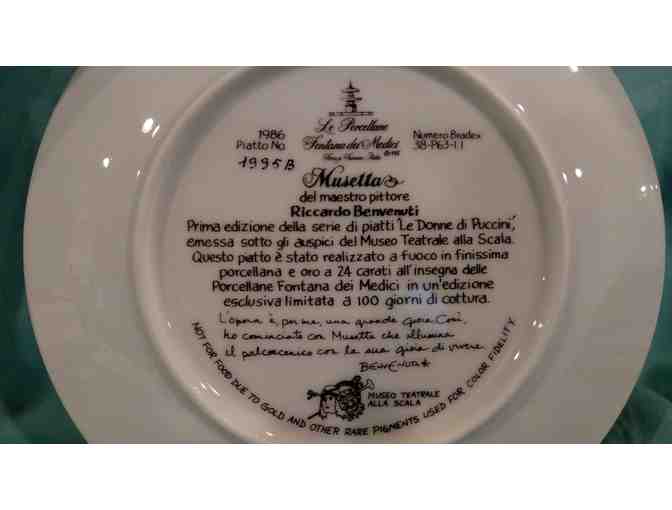 Le Porcellane
Fontana dei Medici
1986
Piatto No
1995B
Numero Bradex
38-P63-1.1
Musetta
del maestro pittore
Riccardo Benvenuti
Prima edizione della serie di piatti 'Le Donne di Puccini',
emessa sotto gli auspici del Museo Teatrale alla Scala.
Questo piatto è stato realizzato a fuoco in finissima
porcellana e oro a 24 carati all'insegna delle
Porcellane Fontana dei Medici in un'edizione
esclusiva limitata a 100 giorni di cottura.
L'opera è, per me, una grande gioia. Così,
ho cominciato con Musetta che illumina
il palcoscenico con la sua gioia di vivere.
BENVENUTI
MUSEO TEATRALE
ALLA SCALA
NOT FOR FOOD DUE TO GOLD AND OTHER RARE PIGMENTS USED FOR COLOR FIDELITY.